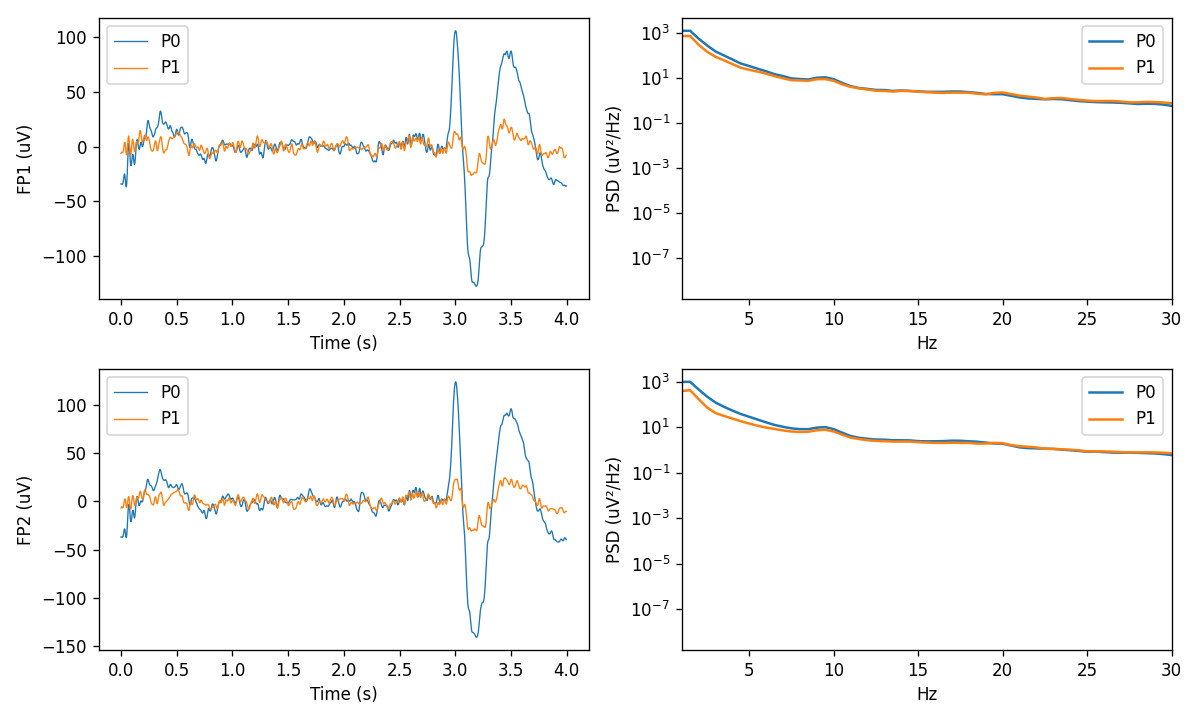 100
50
0
−50
−100
FP1 (uV)
P0
P1
0.0 0.5 1.0 1.5 2.0 2.5 3.0 3.5 4.0
Time (s)
10³
10¹
10⁻¹
10⁻³
10⁻⁵
10⁻⁷
PSD (uV²/Hz)
P0
P1
5 10 15 20 25 30
Hz
100
50
0
−50
−100
−150
FP2 (uV)
P0
P1
0.0 0.5 1.0 1.5 2.0 2.5 3.0 3.5 4.0
Time (s)
10³
10¹
10⁻¹
10⁻³
10⁻⁵
10⁻⁷
PSD (uV²/Hz)
P0
P1
5 10 15 20 25 30
Hz